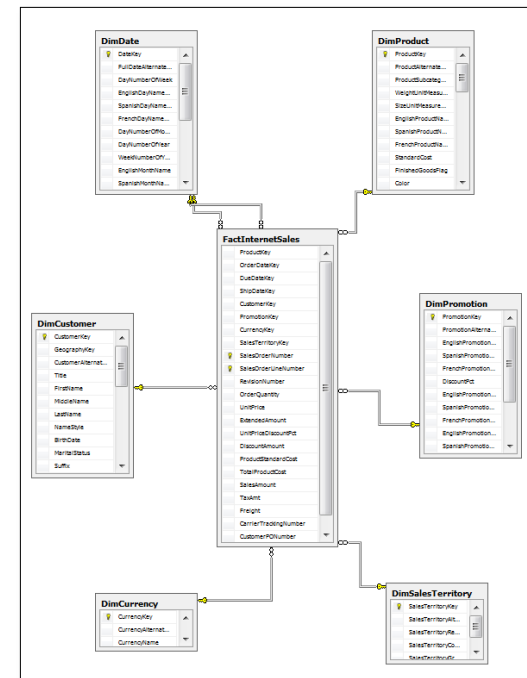 DimDate
DateKey
FullDateAlternate...
DayNumberOfWeek
EnglishDayName...
SpanishDayName...
FrenchDayName...
DayNumberOfMo...
DayNumberOfYear
WeekNumberOfY...
EnglishMonthName
SpanishMonthNa...
DimProduct
ProductKey
ProductAlternate...
ProductSubcateg...
WeightUnitMeasu...
SizeUnitMeasure...
EnglishProductNa...
SpanishProductN...
FrenchProductNa...
StandardCost
FinishedGoodsFlag
Color
FactInternetSales
ProductKey
OrderDateKey
DueDateKey
ShipDateKey
CustomerKey
PromotionKey
CurrencyKey
SalesTerritoryKey
SalesOrderNumber
SalesOrderLineNumber
RevisionNumber
OrderQuantity
UnitPrice
ExtendedAmount
UnitPriceDiscountPct
DiscountAmount
ProductStandardCost
TotalProductCost
SalesAmount
TaxAmt
Freight
CarrierTrackingNumber
CustomerPONumber
DimCustomer
CustomerKey
GeographyKey
CustomerAlternat...
Title
FirstName
MiddleName
LastName
NameStyle
BirthDate
MaritalStatus
Suffix
DimPromotion
PromotionKey
PromotionAlterna...
EnglishPromotion...
SpanishPromotio...
FrenchPromotion...
DiscountPct
EnglishPromotion...
SpanishPromotio...
FrenchPromotion...
EnglishPromotion...
SpanishPromotio...
DimCurrency
CurrencyKey
CurrencyAlternat...
CurrencyName
DimSalesTerritory
SalesTerritoryKey
SalesTerritoryAlt...
SalesTerritoryRe...
SalesTerritoryCo...
SalesTerritoryGr...